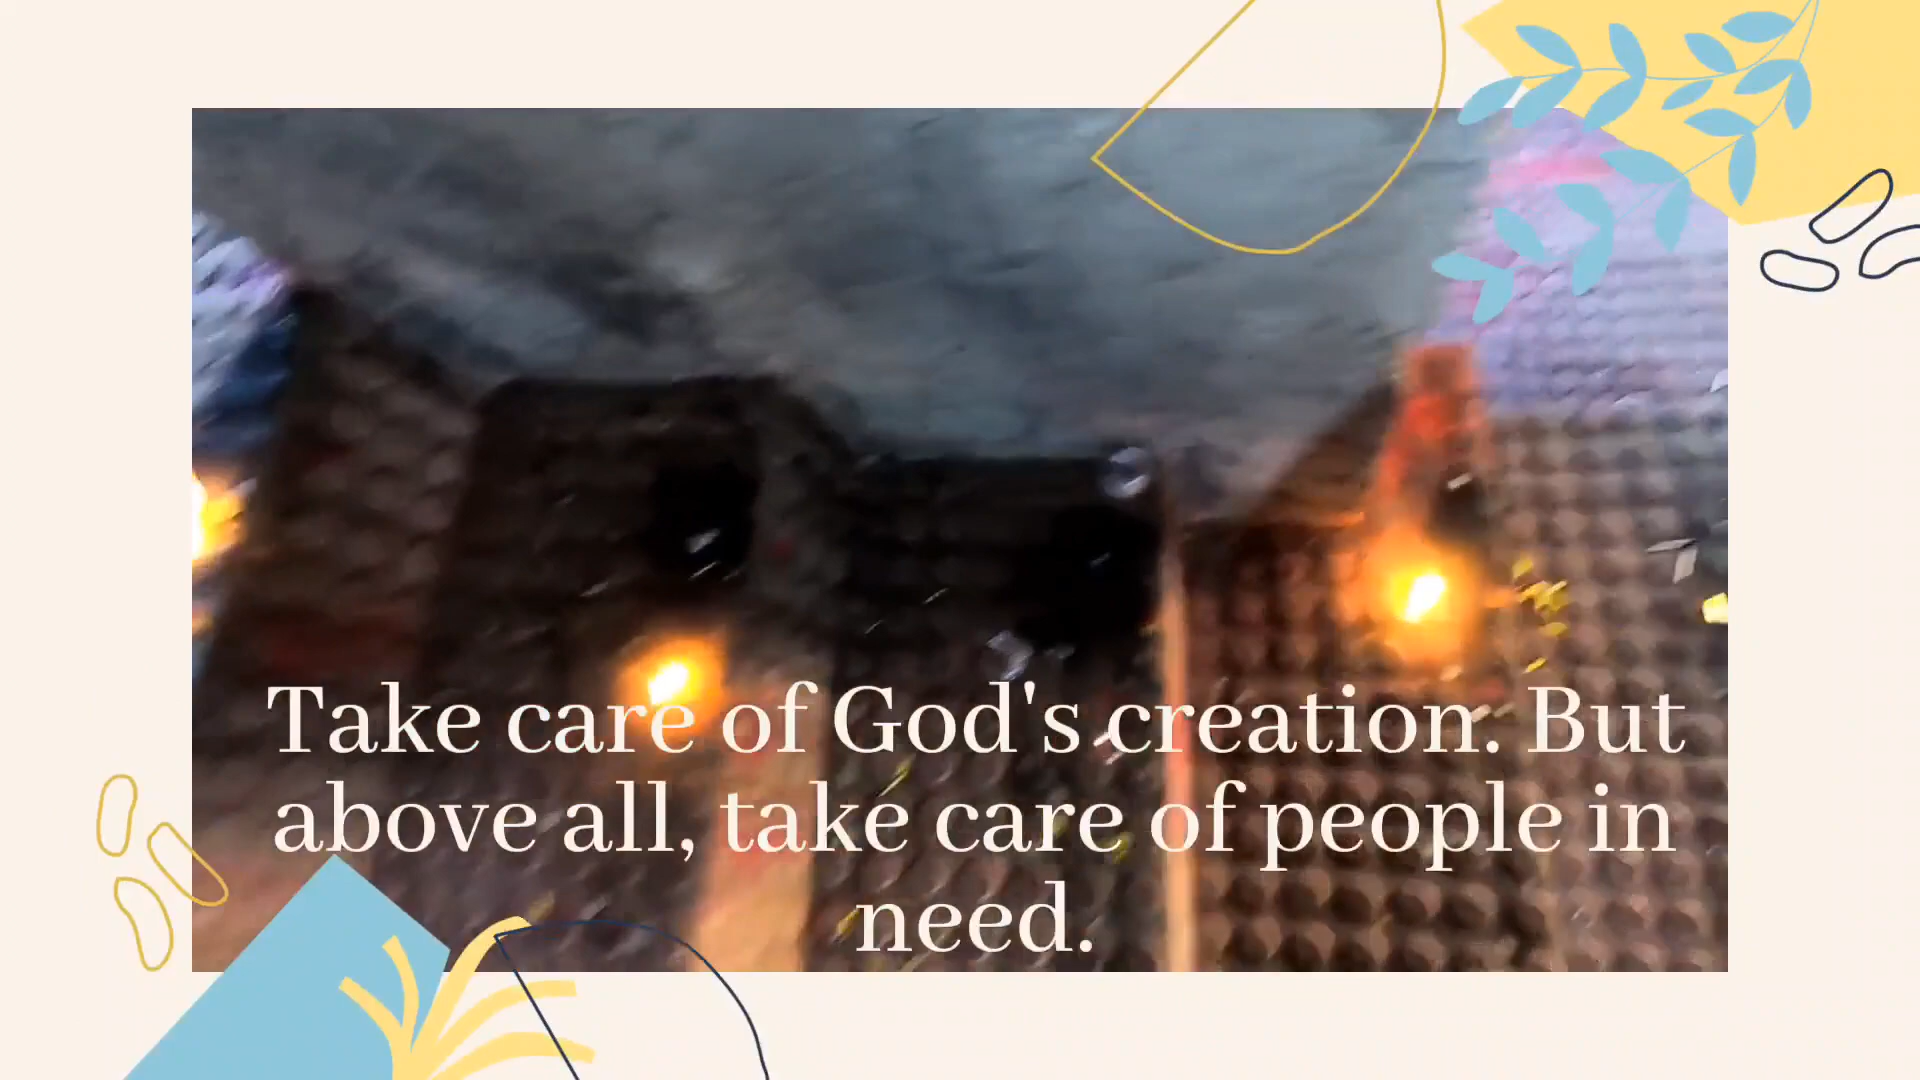 Take care of God's creation. But
above all, take care of people in
need.